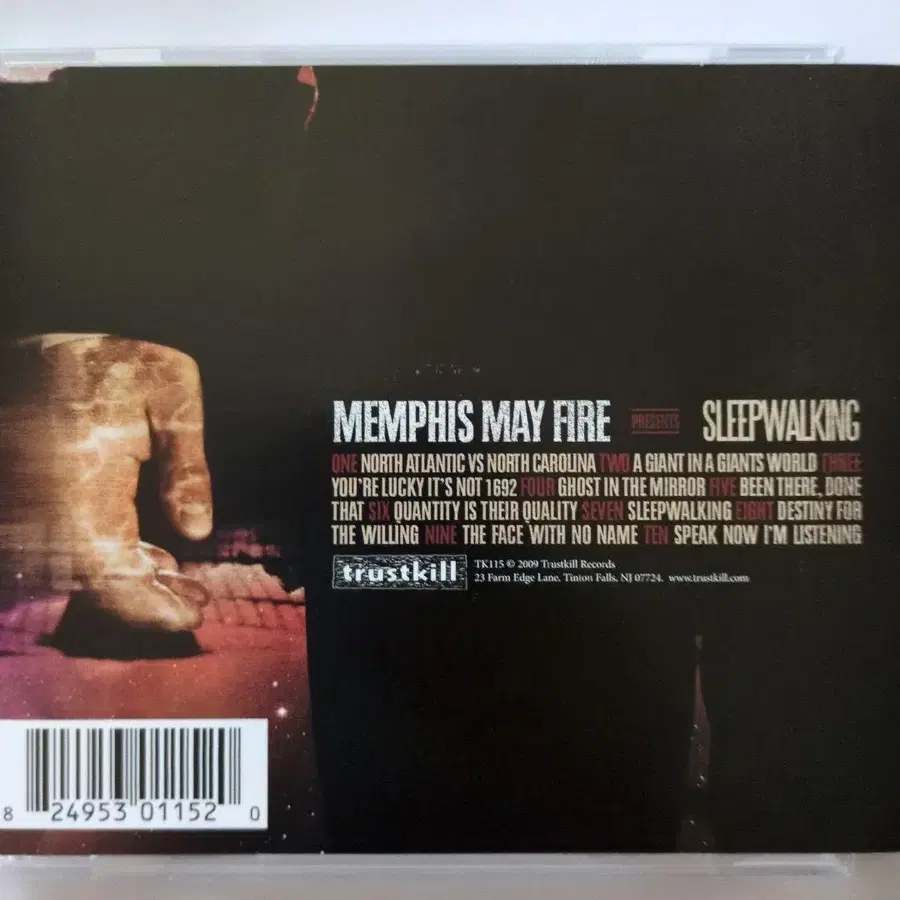 MEMPHIS MAY FIRE PRESENTS SLEEPWALKING
ONE NORTH ATLANTIC VS NORTH CAROLINA TWO A GIANT IN A GIANTS WORLD THREE
YOU'RE LUCKY IT'S NOT 1692 FOUR GHOST IN THE MIRROR FIVE BEEN THERE, DONE
THAT SIX QUANTITY IS THEIR QUALITY SEVEN SLEEPWALKING EIGHT DESTINY FOR
THE WILLING NINE THE FACE WITH NO NAME TEN SPEAK NOW I'M LISTENING
trustkill
TK115 © 2009 Trustkill Records
23 Farm Edge Lane, Tinton Falls, NJ 07724. www.trustkill.com
8 24953 01152 0